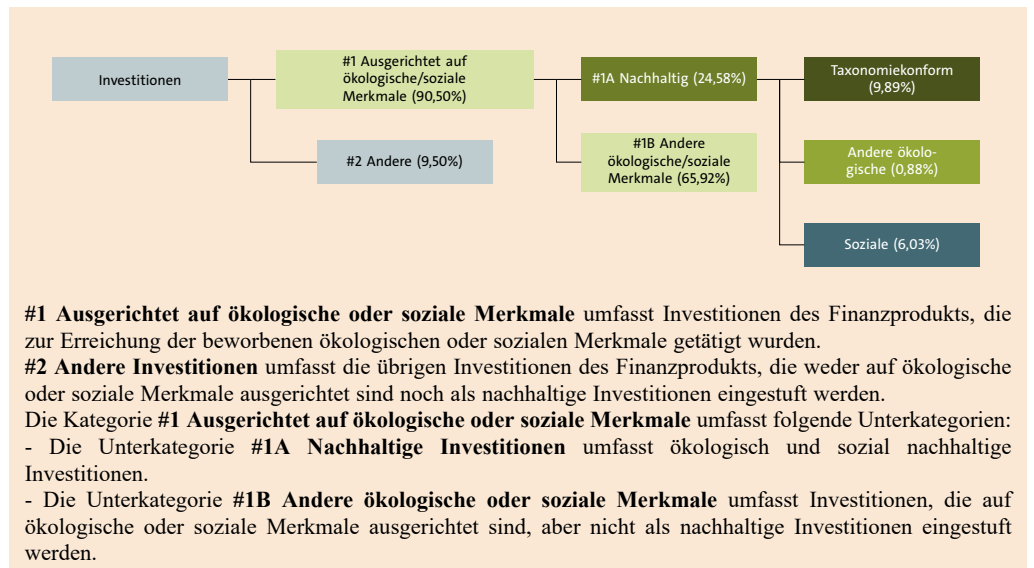 Investitionen
#1 Ausgerichtet auf
ökologische/soziale
Merkmale (90,50%)
#1A Nachhaltig (24,58%)
Taxonomiekonform
(9,89%)
#2 Andere (9,50%)
#1B Andere
ökologische/soziale
Merkmale (65,92%)
Andere ökolo-
gische (0,88%)
Soziale (6,03%)
#1 Ausgerichtet auf ökologische oder soziale Merkmale umfasst Investitionen des Finanzprodukts, die
zur Erreichung der beworbenen ökologischen oder sozialen Merkmale getätigt wurden.
#2 Andere Investitionen umfasst die übrigen Investitionen des Finanzprodukts, die weder auf ökologische
oder soziale Merkmale ausgerichtet sind noch als nachhaltige Investitionen eingestuft werden.
Die Kategorie #1 Ausgerichtet auf ökologische oder soziale Merkmale umfasst folgende Unterkategorien:
- Die Unterkategorie #1A Nachhaltige Investitionen umfasst ökologisch und sozial nachhaltige
Investitionen.
- Die Unterkategorie #1B Andere ökologische oder soziale Merkmale umfasst Investitionen, die auf
ökologische oder soziale Merkmale ausgerichtet sind, aber nicht als nachhaltige Investitionen eingestuft
werden.